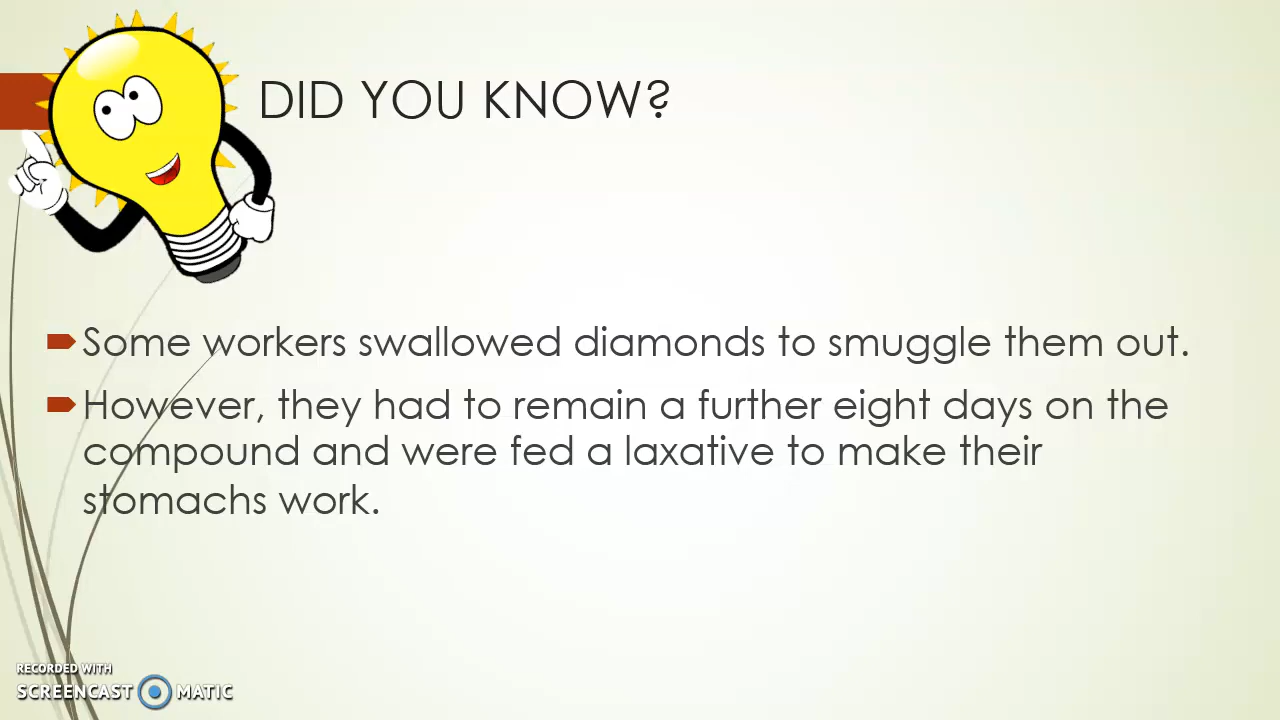 DID YOU KNOW?
Some workers swallowed diamonds to smuggle them out.
However, they had to remain a further eight days on the
compound and were fed a laxative to make their
stomachs work.
RECORDED WITH
SCREENCAST MATIC